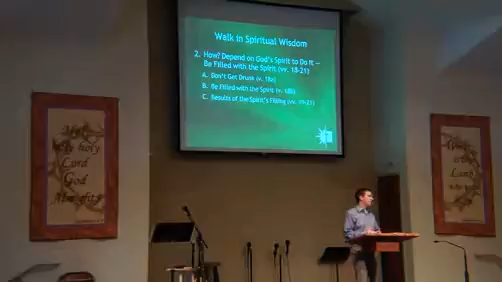 Walk in Spiritual Wisdom
2. How? Depend on God's Spirit to Do It –
Be Filled with the Spirit (vv. 18-21)
A. Don't Get Drunk (v. 18a)
B. Be Filled with the Spirit (v. 18b)
C. Results of the Spirit's Filling (vv. 19-21)
Holy
Lord
God
Almighty
Lamb